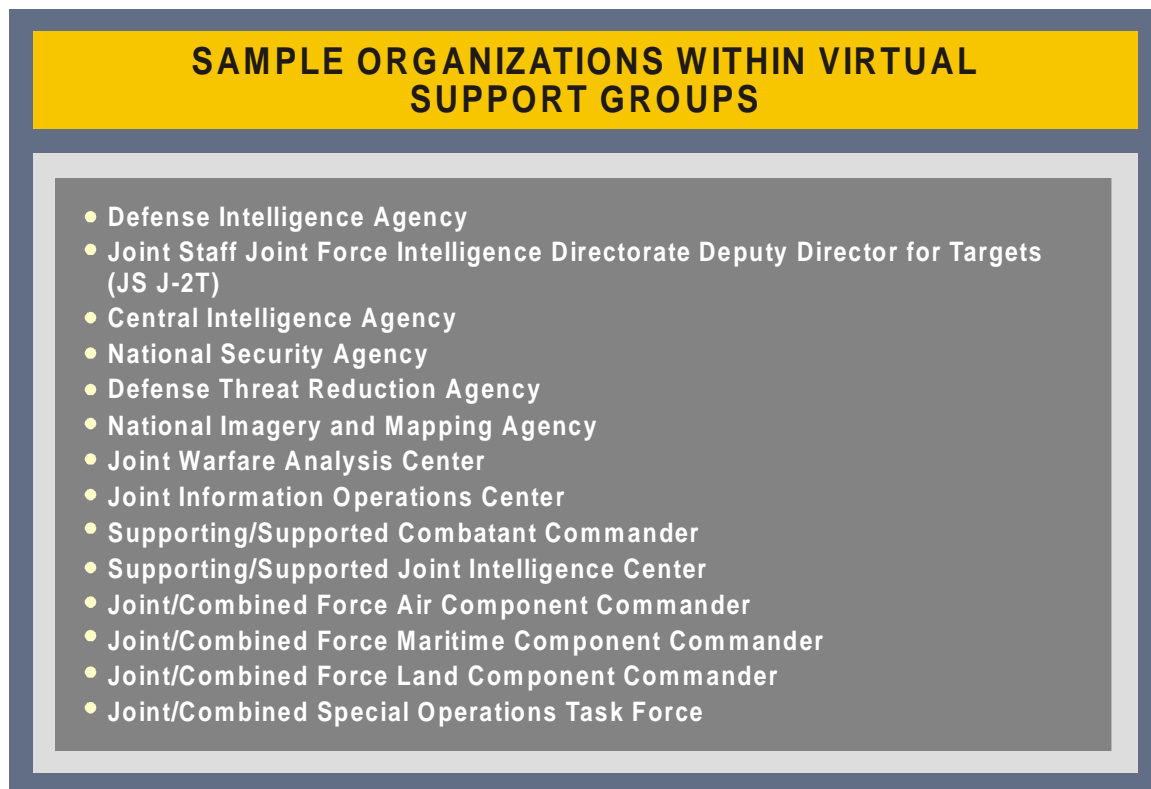 SAMPLE ORGANIZATIONS WITHIN VIRTUAL
SUPPORT GROUPS
• Defense Intelligence Agency
• Joint Staff Joint Force Intelligence Directorate Deputy Director for Targets
(JS J-2T)
• Central Intelligence Agency
• National Security Agency
• Defense Threat Reduction Agency
• National Imagery and Mapping Agency
• Joint Warfare Analysis Center
• Joint Information Operations Center
• Supporting/Supported Combatant Commander
• Supporting/Supported Joint Intelligence Center
• Joint/Combined Force Air Component Commander
• Joint/Combined Force Maritime Component Commander
• Joint/Combined Force Land Component Commander
• Joint/Combined Special Operations Task Force